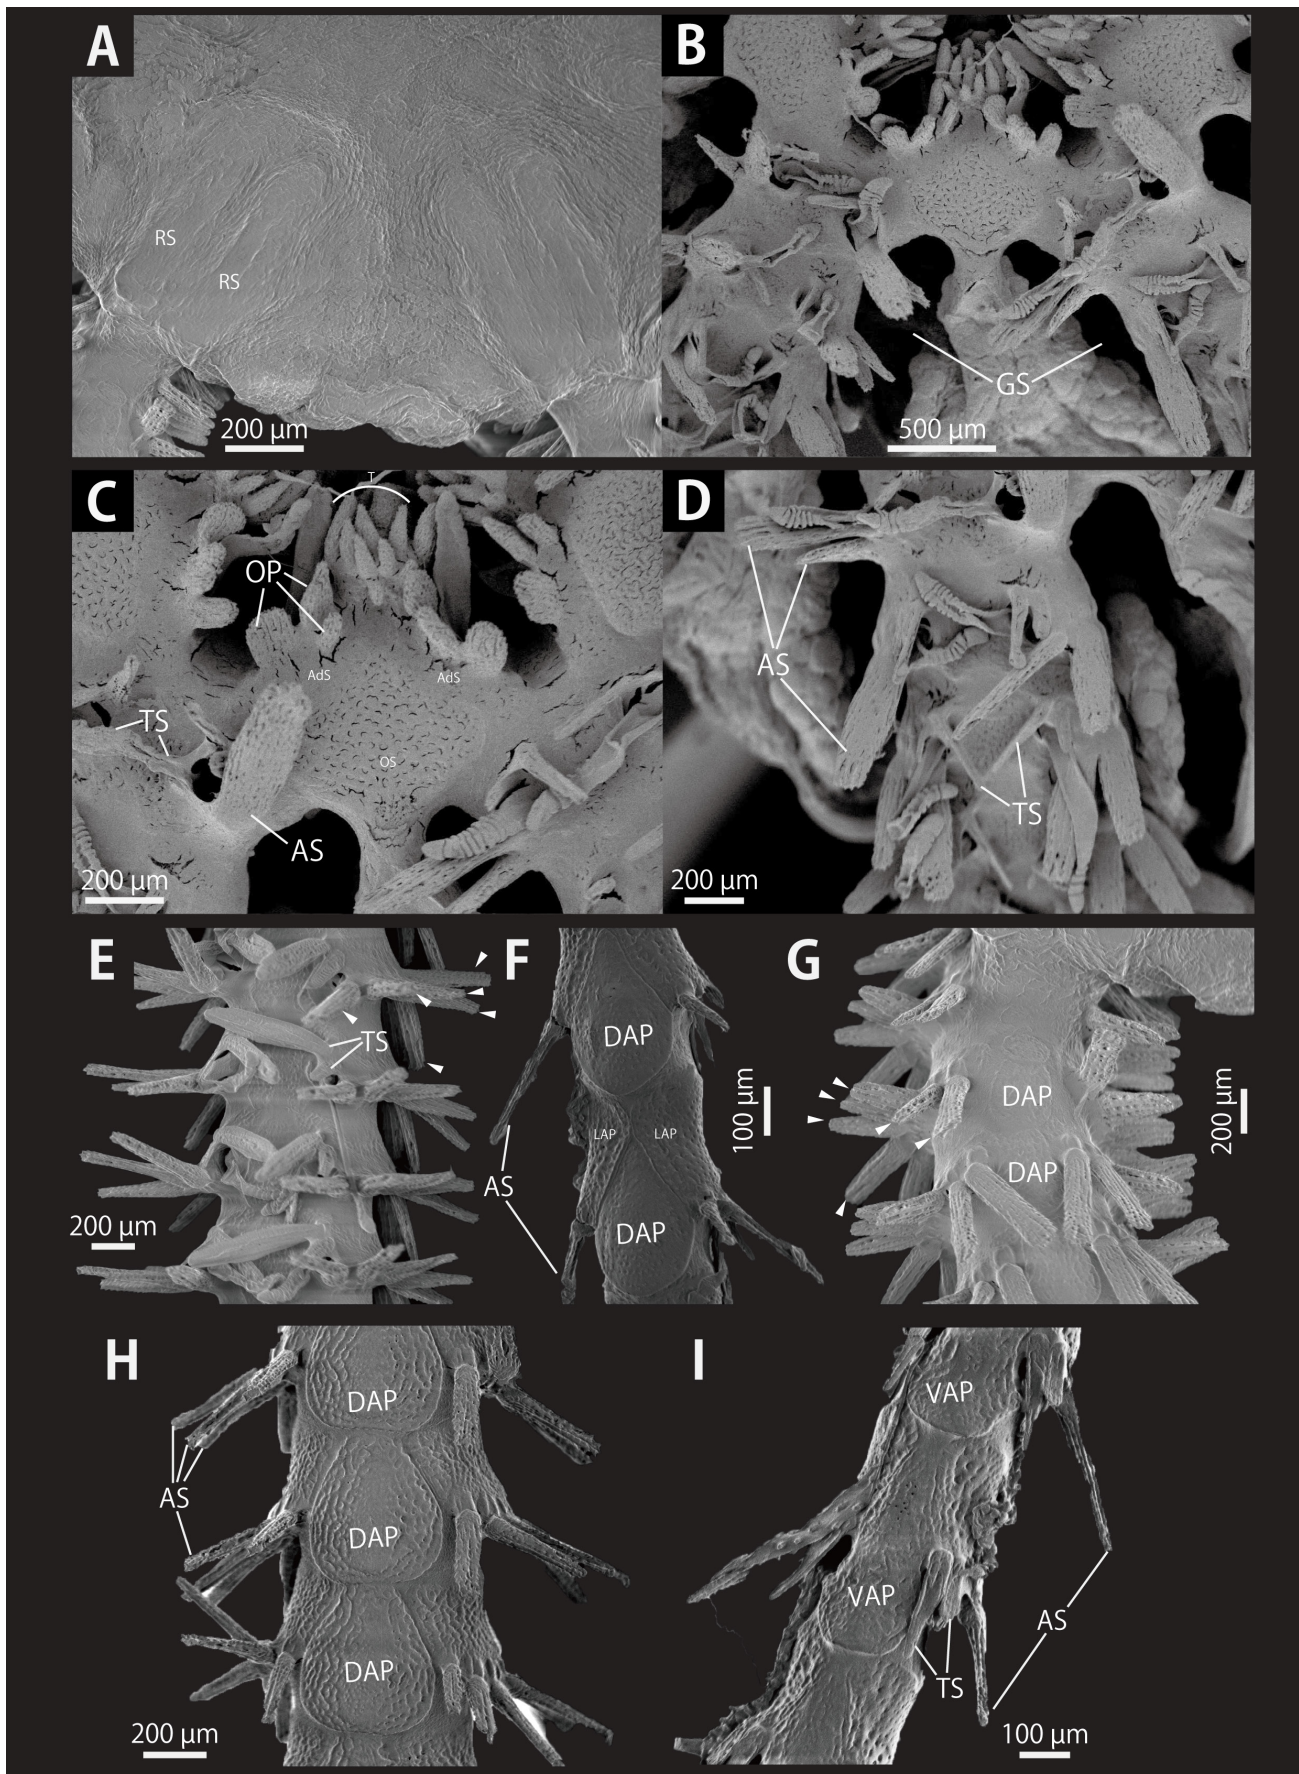 A
RS
RS
200 µm
B
GS
500 µm
C
T
OP
AdS
AdS
TS
OS
AS
200 µm
D
AS
TS
200 µm
E
TS
200 µm
F
DAP
LAP
LAP
AS
DAP
100 µm
G
DAP
DAP
200 µm
H
DAP
AS
DAP
DAP
200 µm
I
VAP
VAP
AS
TS
100 µm